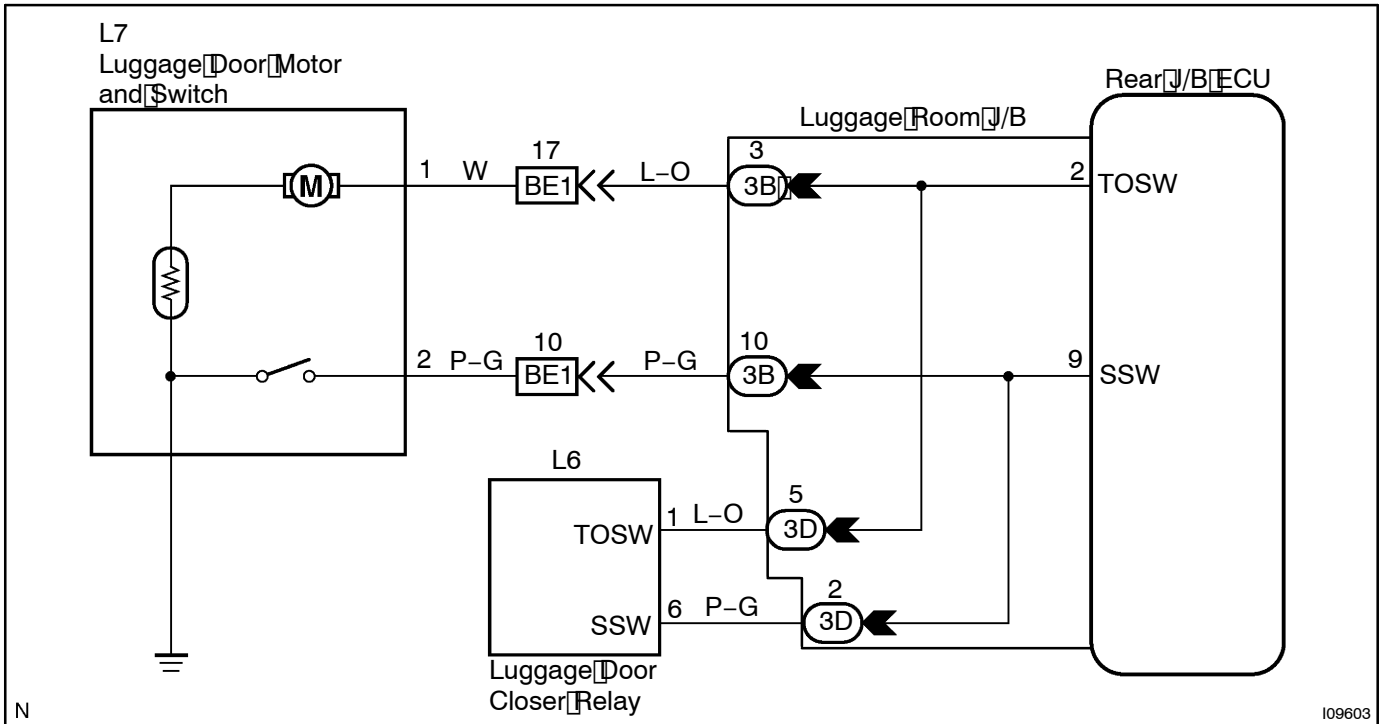 L7
Luggage Door Motor
and Switch
Rear J/B ECU
Luggage Room J/B
M
1
W
17
BE1
L−O
3
3B
2
TOSW
2
P−G
10
BE1
P−G
10
3B
9
SSW
L6
TOSW
1
L−O
5
3D
SSW
6
P−G
2
3D
Luggage Door
Closer Relay
N
I09603